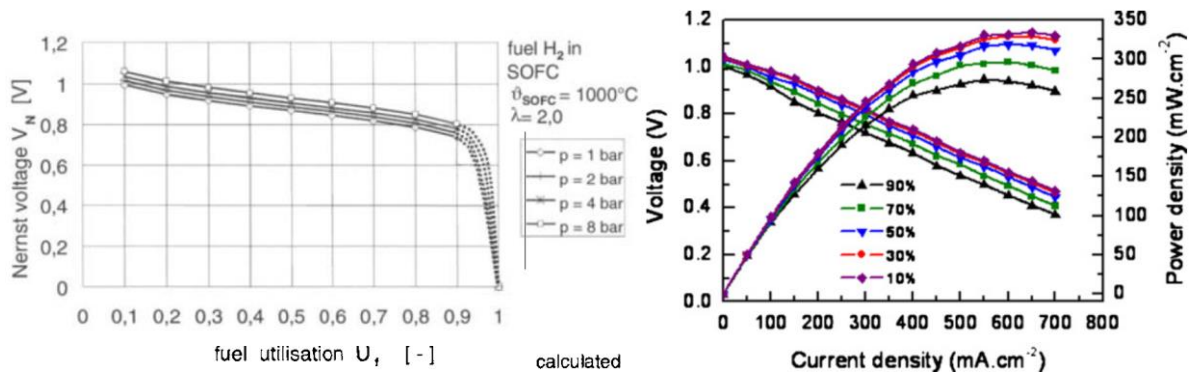 1,2
1
0,8
0,6
0,4
0,2
0
Nernst voltage V_N [V]
0 0,1 0,2 0,3 0,4 0,5 0,6 0,7 0,8 0,9 1
fuel utilisation U_f [-]
fuel H₂ in
SOFC
ϑ_SOFC = 1000°C
λ= 2,0
p = 1 bar
p = 2 bar
p = 4 bar
p = 8 bar
calculated
1.2
1.0
0.8
0.6
0.4
0.2
0.0
Voltage (V)
90%
70%
50%
30%
10%
350
300
250
200
150
100
50
0
Power density (mW.cm⁻²)
0 100 200 300 400 500 600 700 800
Current density (mA.cm⁻²)